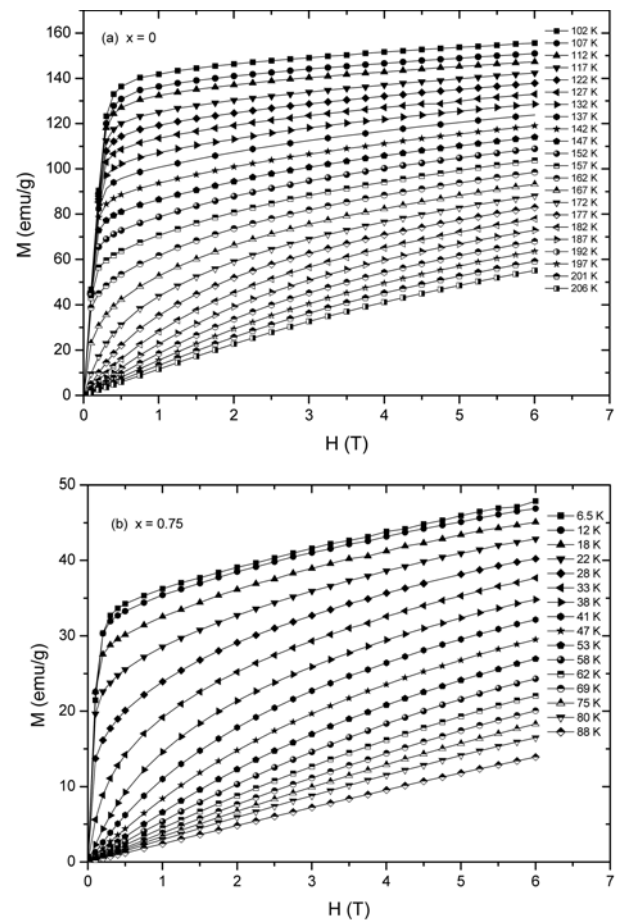 160
140
120
100
80
60
40
20
0
M (emu/g)
(a) x = 0
102 K
107 K
112 K
117 K
122 K
127 K
132 K
137 K
142 K
147 K
152 K
157 K
162 K
167 K
172 K
177 K
182 K
187 K
192 K
197 K
201 K
206 K
0 1 2 3 4 5 6 7
H (T)
50
40
30
20
10
0
M (emu/g)
(b) x = 0.75
6.5 K
12 K
18 K
22 K
28 K
33 K
38 K
41 K
47 K
53 K
58 K
62 K
69 K
75 K
80 K
88 K
0 1 2 3 4 5 6 7
H (T)